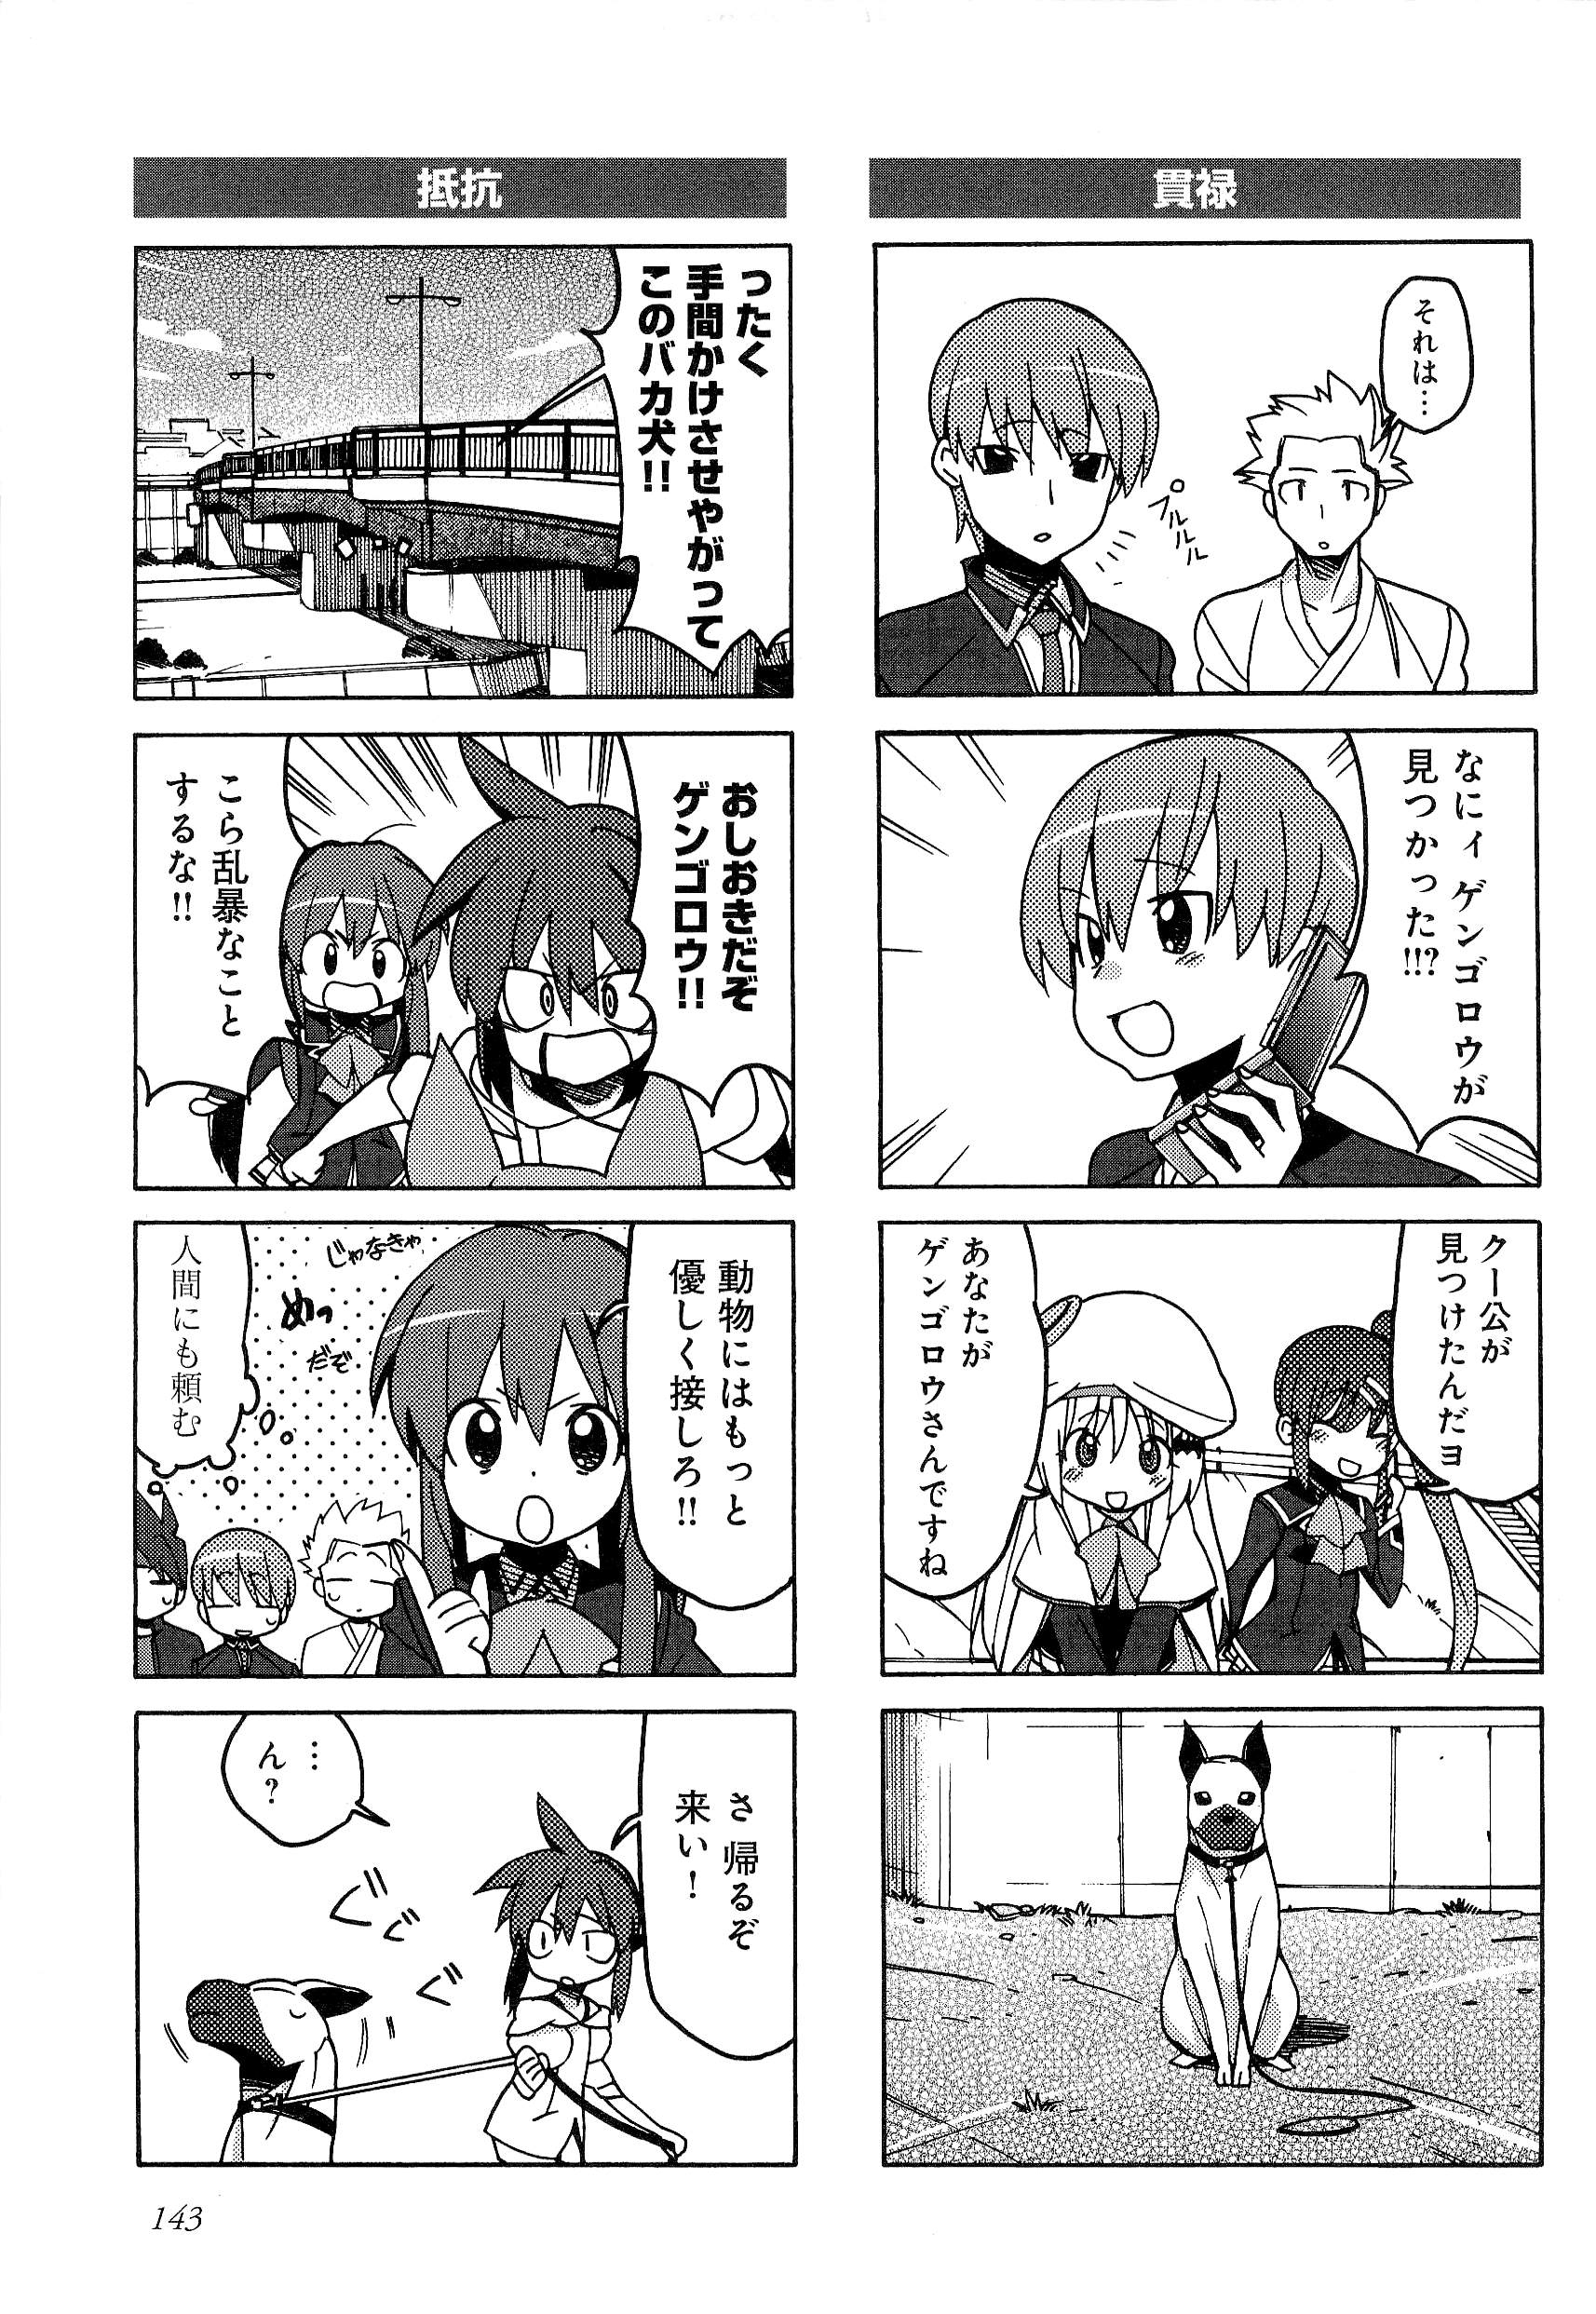 貫禄
それは…
プルルル
なにィ ゲンゴロウが
見つかった!!!?
クー公が
見つけたんだヨ
あなたが
ゲンゴロウさんですね
抵抗
ったく
手間かけさせやがって
このバカ犬!!
おしおきだぞ
ゲンゴロウ!!
こら乱暴なこと
するな!!
動物にはもっと
優しく接しろ!!
じゃなきゃ
めっ
だぞ
人間にも頼む
さ 帰るぞ
来い!
…
ん?
ぐぐ
ぐ
143